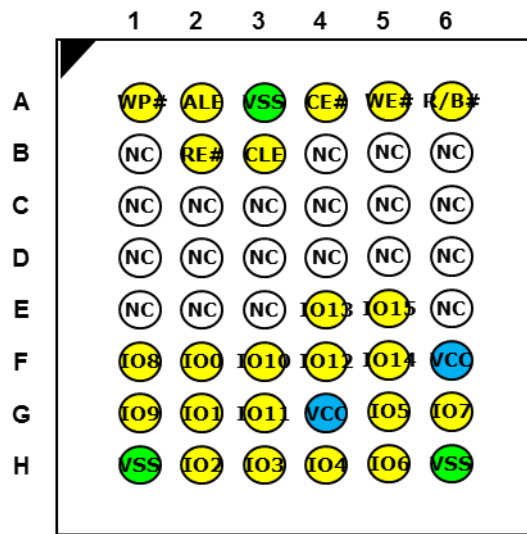 1 2 3 4 5 6
A WP# ALE VSS CE# WE# R/B#
B NC RE# CLE NC NC NC
C NC NC NC NC NC NC
D NC NC NC NC NC NC
E NC NC NC IO13 IO15 NC
F IO8 IO0 IO10 IO12 IO14 VCC
G IO9 IO1 IO11 VCC IO5 IO7
H VSS IO2 IO3 IO4 IO6 VSS